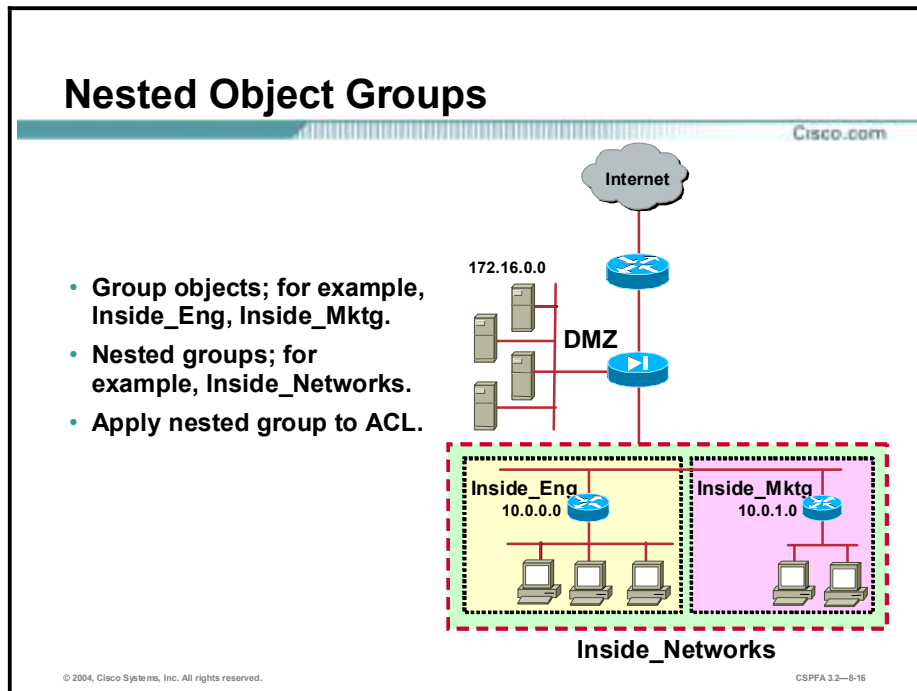 Nested Object Groups
Cisco.com
• Group objects; for example,
Inside_Eng, Inside_Mktg.
• Nested groups; for
example, Inside_Networks.
• Apply nested group to ACL.
Internet
172.16.0.0
DMZ
Inside_Eng
10.0.0.0
Inside_Mktg
10.0.1.0
Inside_Networks
© 2004, Cisco Systems, Inc. All rights reserved.
CSPFA 3.2—8-16